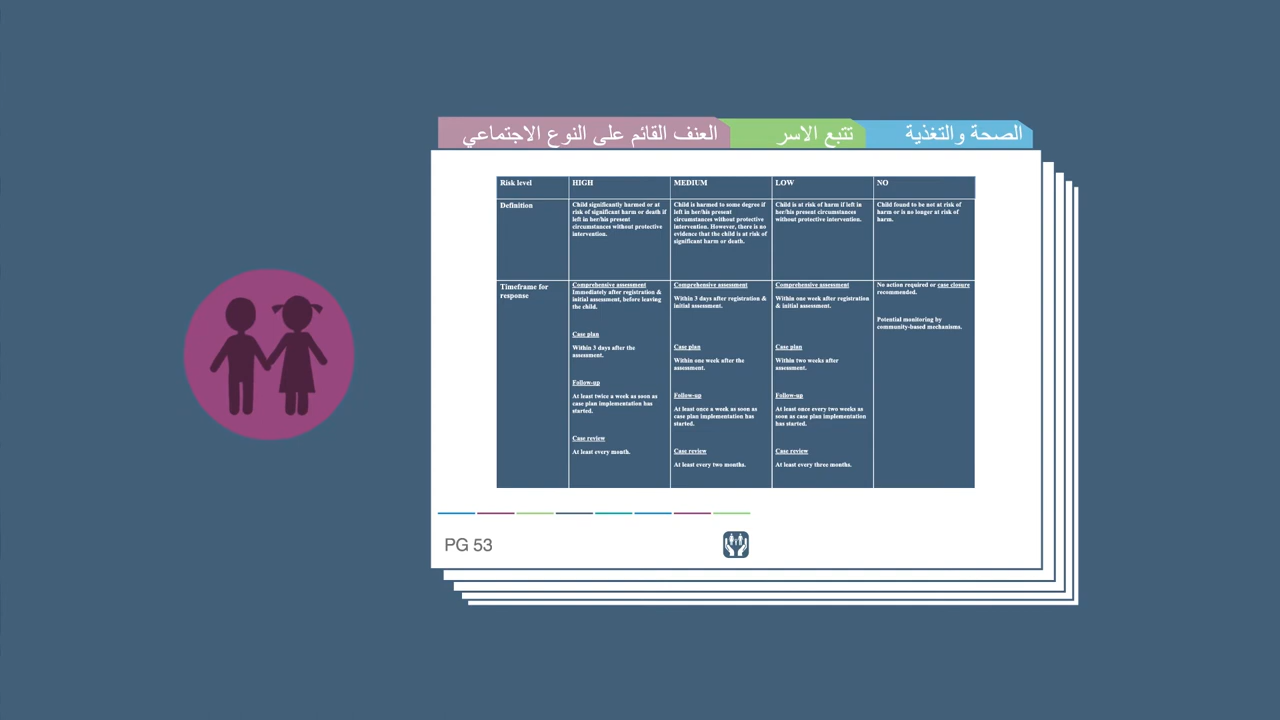 الصحة والتغذية
تتبع الاسر
العنف القائم على النوع الاجتماعي
Risk level
HIGH
MEDIUM
LOW
NO
Definition
Child significantly harmed or at
risk of significant harm or death if
left in her/his present
circumstances without protective
intervention.
Child is harmed to some degree if
left in her/his present
circumstances without protective
intervention. However, there is no
evidence that the child is at risk of
significant harm or death.
Child is at risk of harm if left in
her/his present circumstances
without protective intervention.
Child found to be not at risk of
harm or is no longer at risk of
harm.
Timeframe for
response
Comprehensive assessment
Immediately after registration &
initial assessment, before leaving
the child.
Case plan
Within 3 days after the
assessment.
Follow-up
At least twice a week as soon as
case plan implementation has
started.
Case review
At least every month.
Comprehensive assessment
Within 3 days after registration &
initial assessment.
Case plan
Within one week after the
assessment.
Follow-up
At least once a week as soon as
case plan implementation has
started.
Case review
At least every two months.
Comprehensive assessment
Within one week after registration
& initial assessment.
Case plan
Within two weeks after
assessment.
Follow-up
At least once every two weeks as
soon as case plan implementation
has started.
Case review
At least every three months.
No action required or case closure
recommended.
Potential monitoring by
community-based mechanisms.
PG 53